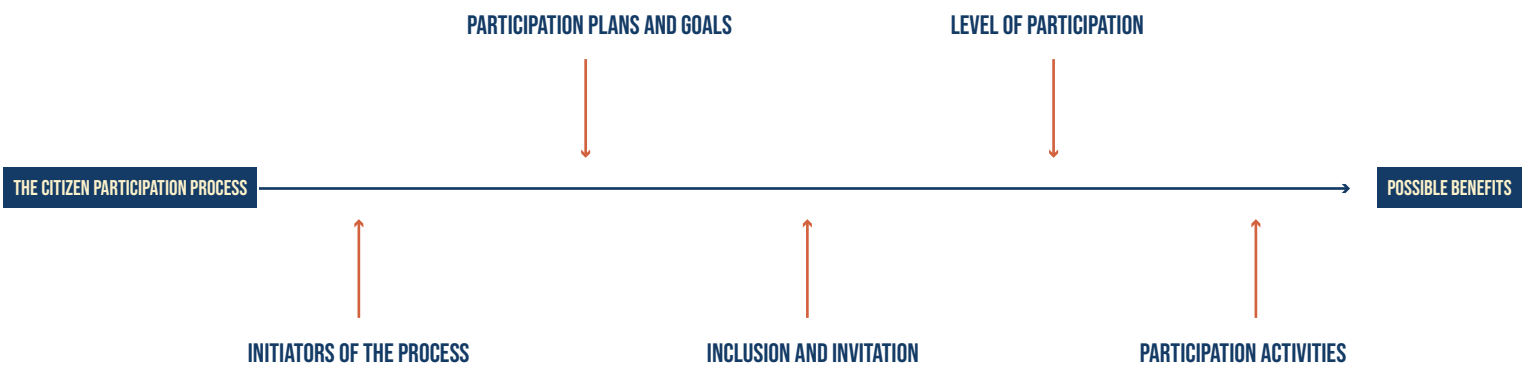 PARTICIPATION PLANS AND GOALS
LEVEL OF PARTICIPATION
THE CITIZEN PARTICIPATION PROCESS
POSSIBLE BENEFITS
INITIATORS OF THE PROCESS
INCLUSION AND INVITATION
PARTICIPATION ACTIVITIES